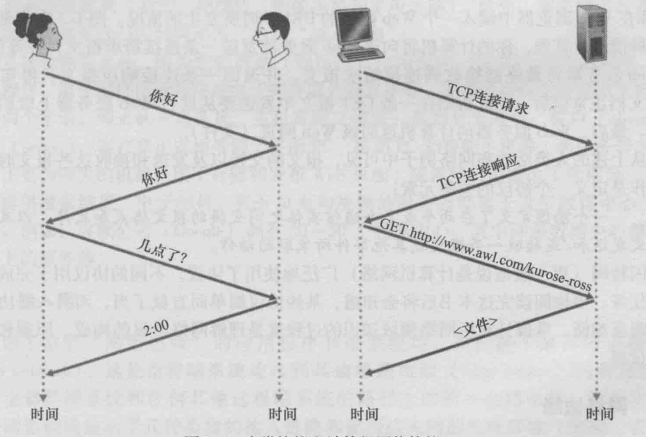 你好
你好
几点了？
2:00
时间
时间
TCP连接请求
TCP连接响应
GET http://www.awl.com/kurose-ross
<文件>
时间
时间